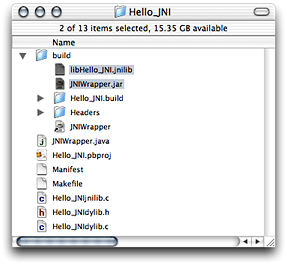 Hello_JNI
2 of 13 items selected, 15.35 GB available
Name
build
libHello_JNI.jnilib
JNIWrapper.jar
Hello_JNI.build
Headers
JNIWrapper
JNIWrapper.java
Hello_JNI.pbproj
Manifest
Makefile
Hello_JNIjnilib.c
Hello_JNIdylib.h
Hello_JNIdylib.c